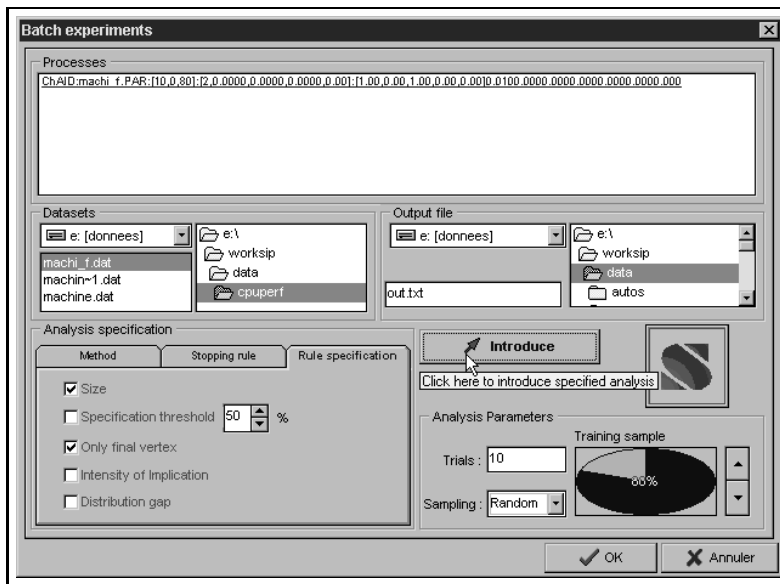 Batch experiments
Processes
ChAID:machi_f.PAR:[10,0,80]:[2,0.0000,0.0000,0.0000,0.00]:[1.00,0.00,1.00,0.00,0.00]0.0100.0000.0000.0000.0000.0000.000
Datasets
e: [donnees]
machi_f.dat
machin~1.dat
machine.dat
e:\
worksip
data
cpuperf
Output file
e: [donnees]
out.txt
e:\
worksip
data
autos
Analysis specification
Method
Stopping rule
Rule specification
Size
Specification threshold 50 %
Only final vertex
Intensity of Implication
Distribution gap
Introduce
Click here to introduce specified analysis
Analysis Parameters
Trials : 10
Sampling : Random
Training sample
80%
OK
Annuler